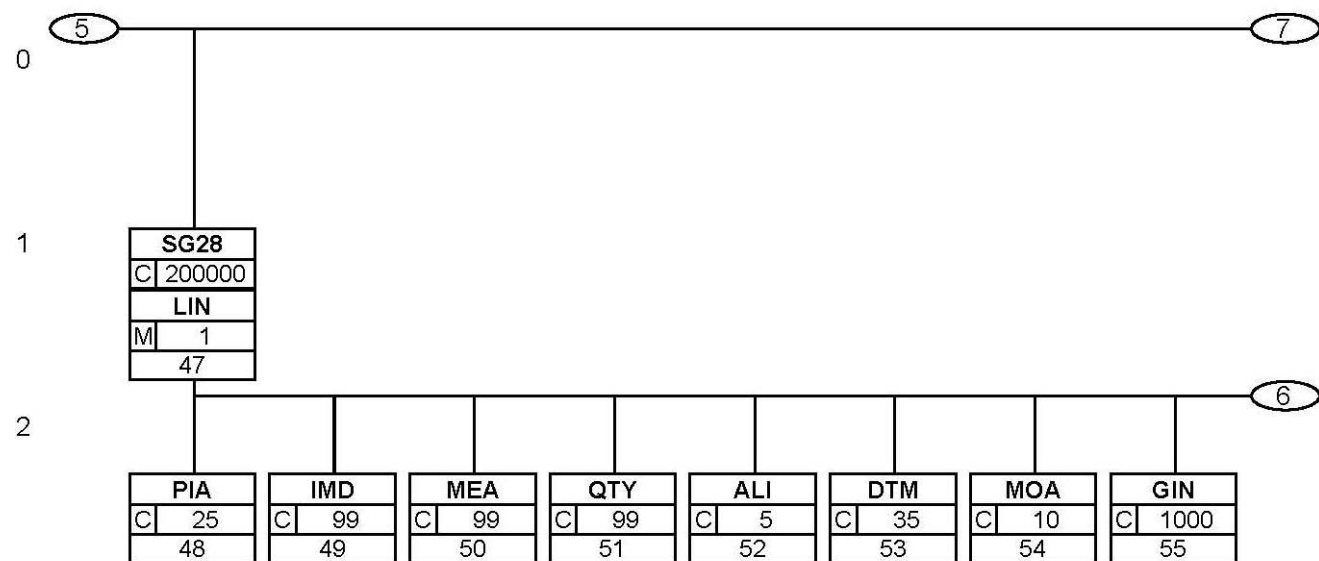 5 7
0
1 SG28
C 200000
LIN
M 1
47
6
2
PIA IMD MEA QTY ALI DTM MOA GIN
C 25 C 99 C 99 C 99 C 5 C 35 C 10 C 1000
48 49 50 51 52 53 54 55